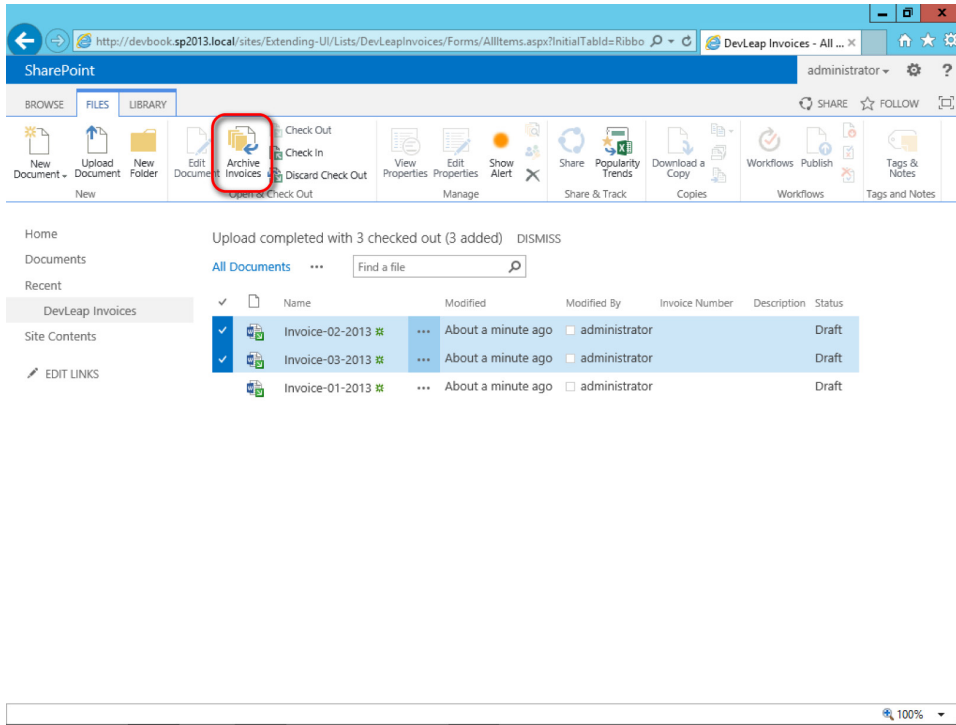 http://devbook.sp2013.local/sites/Extending-UI/Lists/DevLeapInvoices/Forms/AllItems.aspx?InitialTabId=Ribbo
DevLeap Invoices - All ...
SharePoint
administrator
?
BROWSE FILES LIBRARY
SHARE FOLLOW
New Document
Upload Document
New Folder
New
Edit Document
Archive Invoices
Check Out
Check In
Discard Check Out
Open & Check Out
View Properties
Edit Properties
Show Alert
Manage
Share
Popularity Trends
Share & Track
Download a Copy
Copies
Workflows
Publish
Workflows
Tags & Notes
Tags and Notes
Home
Documents
Recent
DevLeap Invoices
Site Contents
EDIT LINKS
Upload completed with 3 checked out (3 added) DISMISS
All Documents ... Find a file
Name Modified Modified By Invoice Number Description Status
Invoice-02-2013 ... About a minute ago administrator Draft
Invoice-03-2013 ... About a minute ago administrator Draft
Invoice-01-2013 ... About a minute ago administrator Draft
100%